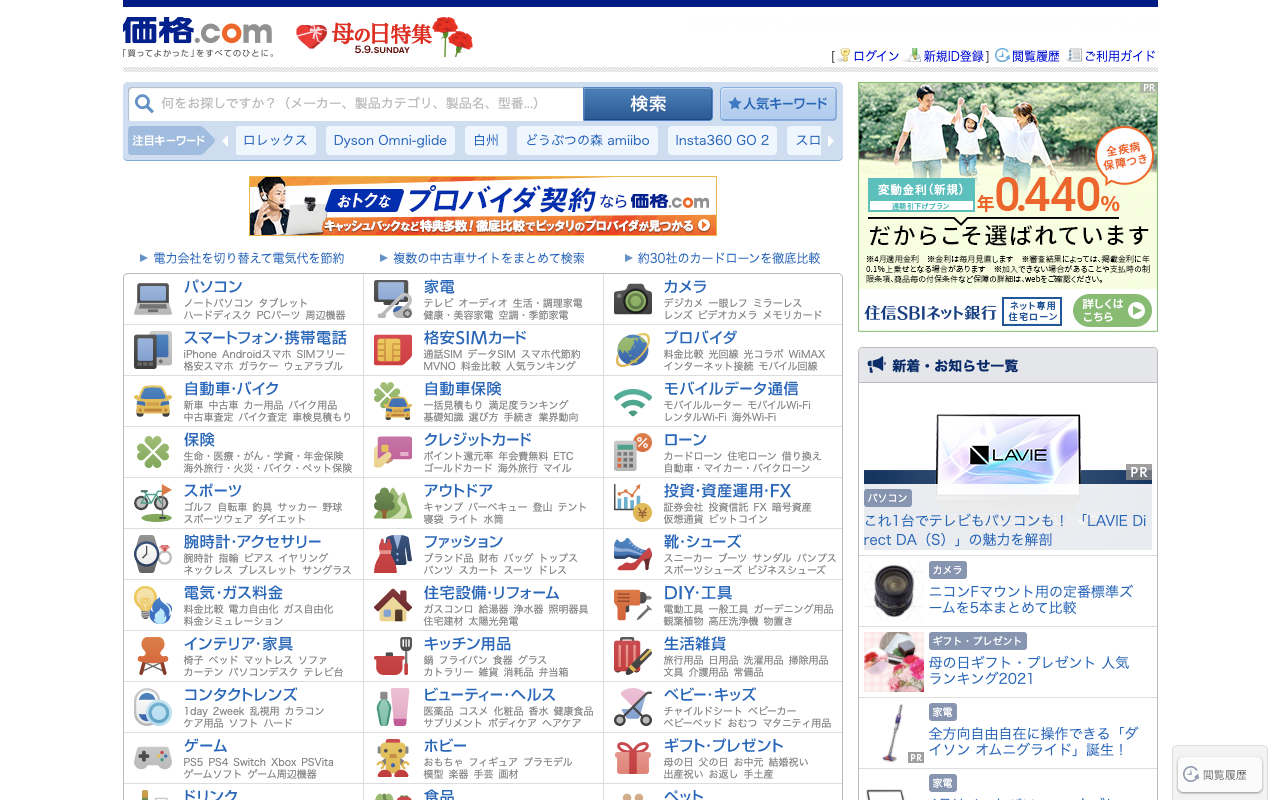 価格.com
「買ってよかった」をすべてのひとに。
母の日特集
5.9.SUNDAY
[ ログイン 新規ID登録 ] 閲覧履歴 ご利用ガイド
何をお探しですか？（メーカー、製品カテゴリ、製品名、型番...）
検索
★人気キーワード
注目キーワード
ロレックス
Dyson Omni-glide
白州
どうぶつの森 amiibo
Insta360 GO 2
スロ
おトクな プロバイダ契約 なら 価格.com
キャッシュバックなど特典多数！徹底比較でピッタリのプロバイダが見つかる
電力会社を切り替えて電気代を節約
複数の中古車サイトをまとめて検索
約30社のカードローンを徹底比較
パソコン
ノートパソコン タブレット
ハードディスク PCパーツ 周辺機器
家電
テレビ オーディオ 生活・調理家電
健康・美容家電 空調・季節家電
カメラ
デジカメ 一眼レフ ミラーレス
レンズ ビデオカメラ メモリカード
スマートフォン・携帯電話
iPhone Androidスマホ SIMフリー
格安スマホ ガラケー ウェアラブル
格安SIMカード
通話SIM データSIM スマホ代節約
MVNO 料金比較 人気ランキング
プロバイダ
料金比較 光回線 光コラボ WiMAX
インターネット接続 モバイル回線
自動車・バイク
新車 中古車 カー用品 バイク用品
中古車査定 バイク査定 車検見積もり
自動車保険
一括見積もり 満足度ランキング
基礎知識 選び方 手続き 業界動向
モバイルデータ通信
モバイルルーター モバイルWi-Fi
レンタルWi-Fi 海外Wi-Fi
保険
生命・医療・がん・学資・年金保険
海外旅行・火災・バイク・ペット保険
クレジットカード
ポイント還元率 年会費無料 ETC
ゴールドカード 海外旅行 マイル
ローン
カードローン 住宅ローン 借り換え
自動車・マイカー・バイクローン
スポーツ
ゴルフ 自転車 釣具 サッカー 野球
スポーツウェア ダイエット
アウトドア
キャンプ バーベキュー 登山 テント
寝袋 ライト 水筒
投資・資産運用・FX
証券会社 投資信託 FX 暗号資産
仮想通貨 ビットコイン
腕時計・アクセサリー
腕時計 指輪 ピアス イヤリング
ネックレス ブレスレット サングラス
ファッション
ブランド品 財布 バッグ トップス
パンツ スカート スーツ ドレス
靴・シューズ
スニーカー ブーツ サンダル パンプス
スポーツシューズ ビジネスシューズ
電気・ガス料金
料金比較 電力自由化 ガス自由化
料金シミュレーション
住宅設備・リフォーム
ガスコンロ 給湯器 浄水器 照明器具
住宅建材 太陽光発電
DIY・工具
電動工具 一般工具 ガーデニング用品
観葉植物 高圧洗浄機 物置き
インテリア・家具
椅子 ベッド マットレス ソファ
カーテン パソコンデスク テレビ台
キッチン用品
鍋 フライパン 食器 グラス
カトラリー 雑貨 消耗品 弁当箱
生活雑貨
旅行用品 日用品 洗濯用品 掃除用品
文具 介護用品 常備品
コンタクトレンズ
1day 2week 乱視用 カラコン
ケア用品 ソフト ハード
ビューティー・ヘルス
医薬品 コスメ 化粧品 香水 健康食品
サプリメント ボディケア ヘアケア
ベビー・キッズ
チャイルドシート ベビーカー
ベビーベッド おむつ マタニティ用品
ゲーム
PS5 PS4 Switch Xbox PSVita
ゲームソフト ゲーム周辺機器
ホビー
おもちゃ フィギュア プラモデル
模型 楽器 手芸 画材
ギフト・プレゼント
母の日 父の日 お中元 結婚祝い
出産祝い お返し 手土産
ドリンク
食品
ペット
PR
全疾病
保障つき
変動金利（新規）
通期引下げプラン
年0.440%
だからこそ選ばれています
※4月適用金利 ※金利は毎月見直します ※審査結果によっては、掲載金利に年
0.1%上乗せとなる場合があります ※加入できない場合があることや支払時の制
限条項、商品毎の付保条件など保障の詳細は、webをご確認ください。
住信SBIネット銀行
ネット専用
住宅ローン
詳しくは
こちら
新着・お知らせ一覧
LAVIE
PR
パソコン
これ1台でテレビもパソコンも！ 「LAVIE Di
rect DA（S）」の魅力を解剖
カメラ
ニコンFマウント用の定番標準ズ
ームを5本まとめて比較
ギフト・プレゼント
母の日ギフト・プレゼント 人気
ランキング2021
家電
全方向自由自在に操作できる「ダ
イソン オムニグライド」誕生！
PR
家電
閲覧履歴